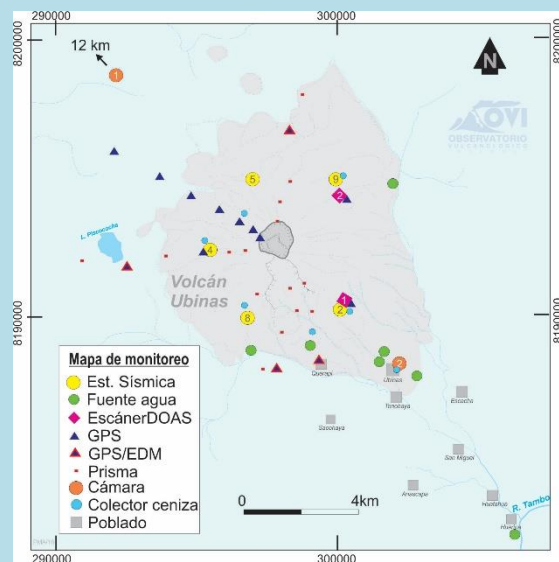 290000
300000
8200000
8200000
12 km
1
N
OVI
OBSERVATORIO
VULCANOLÓGICO
5
9
2
L. Piscococha
4
Volcán
Ubinas
1
8
2
8190000
8190000
Mapa de monitoreo
Est. Sísmica
Fuente agua
EscánerDOAS
GPS
GPS/EDM
Prisma
Cámara
Colector ceniza
Poblado
2
Querapi
Ubinas
Tonohaya
Escacha
Sacohaya
San Miguel
Anascapa
Huatahua
R. Tambo
Huarina
0
4km
290000
300000